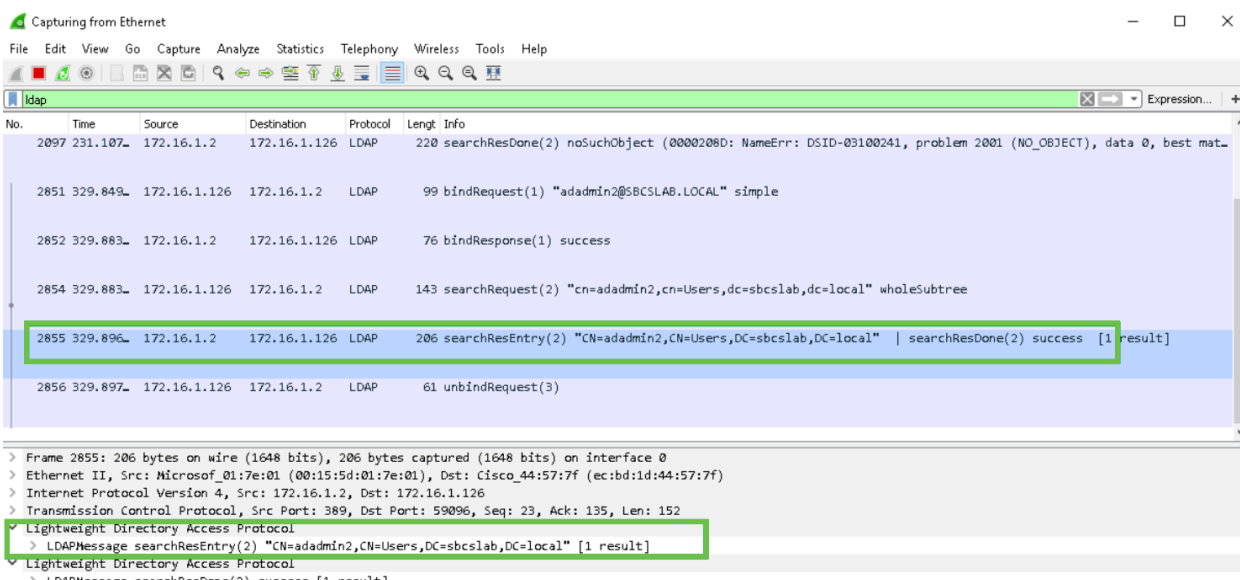 Capturing from Ethernet
File Edit View Go Capture Analyze Statistics Telephony Wireless Tools Help
ldap Expression... +
No. Time Source Destination Protocol Lengt Info
2097 231.107… 172.16.1.2 172.16.1.126 LDAP 220 searchResDone(2) noSuchObject (0000208D: NameErr: DSID-03100241, problem 2001 (NO_OBJECT), data 0, best mat…
2851 329.849… 172.16.1.126 172.16.1.2 LDAP 99 bindRequest(1) "adadmin2@SBCSLAB.LOCAL" simple
2852 329.883… 172.16.1.2 172.16.1.126 LDAP 76 bindResponse(1) success
2854 329.883… 172.16.1.126 172.16.1.2 LDAP 143 searchRequest(2) "cn=adadmin2,cn=Users,dc=sbcslab,dc=local" wholeSubtree
2855 329.896… 172.16.1.2 172.16.1.126 LDAP 206 searchResEntry(2) "CN=adadmin2,CN=Users,DC=sbcslab,DC=local" | searchResDone(2) success [1 result]
2856 329.897… 172.16.1.126 172.16.1.2 LDAP 61 unbindRequest(3)
> Frame 2855: 206 bytes on wire (1648 bits), 206 bytes captured (1648 bits) on interface 0
> Ethernet II, Src: Microsof_01:7e:01 (00:15:5d:01:7e:01), Dst: Cisco_44:57:7f (ec:bd:1d:44:57:7f)
> Internet Protocol Version 4, Src: 172.16.1.2, Dst: 172.16.1.126
> Transmission Control Protocol, Src Port: 389, Dst Port: 59096, Seq: 23, Ack: 135, Len: 152
Lightweight Directory Access Protocol
> LDAPMessage searchResEntry(2) "CN=adadmin2,CN=Users,DC=sbcslab,DC=local" [1 result]
Lightweight Directory Access Protocol
> LDAPMessage searchResDone(2) success [1 result]